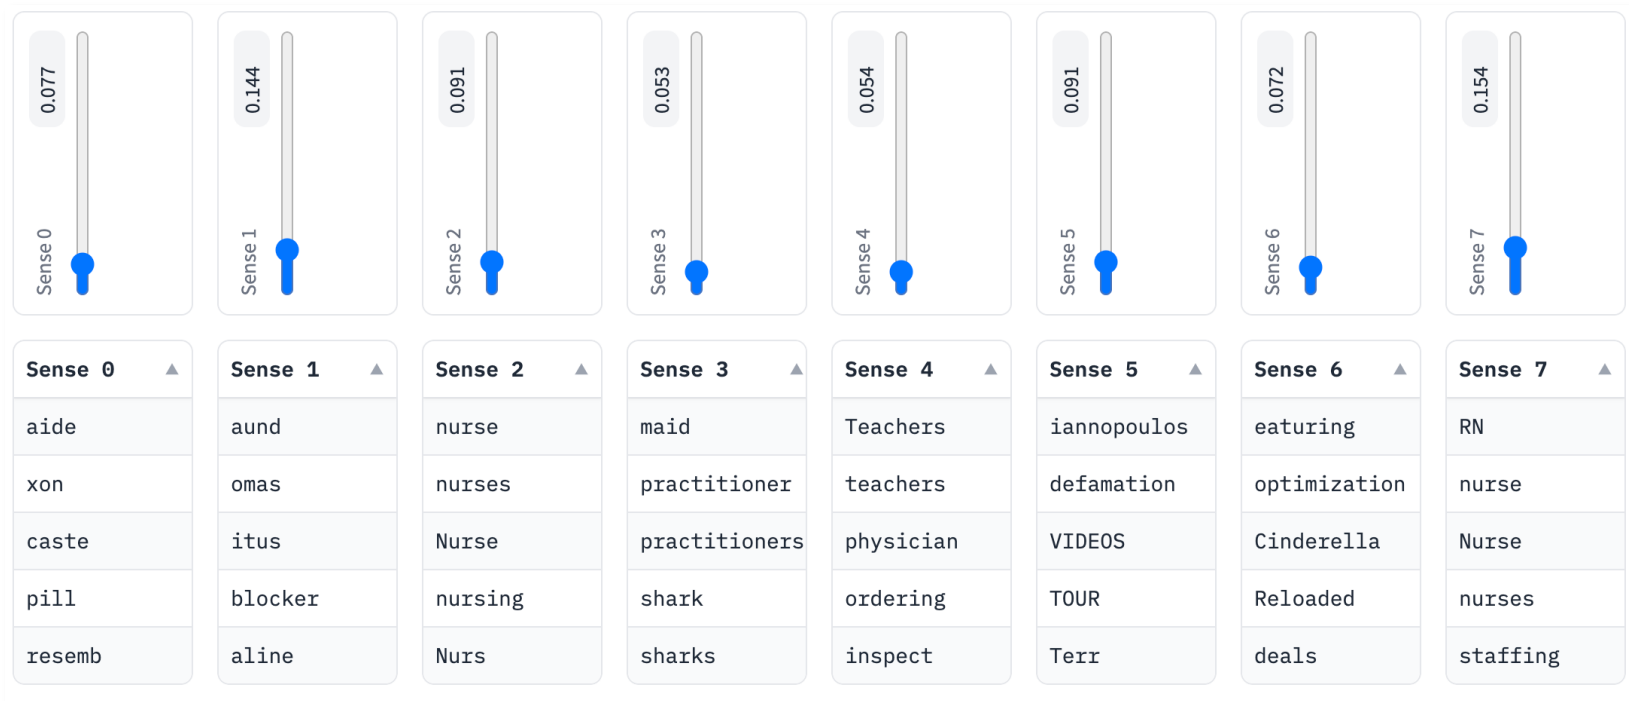 0.077 0.144 0.091 0.053 0.054 0.091 0.072 0.154
Sense 0 Sense 1 Sense 2 Sense 3 Sense 4 Sense 5 Sense 6 Sense 7
Sense 0 ▲ Sense 1 ▲ Sense 2 ▲ Sense 3 ▲ Sense 4 ▲ Sense 5 ▲ Sense 6 ▲ Sense 7 ▲
aide aund nurse maid Teachers iannopoulos eaturing RN
xon omas nurses practitioner teachers defamation optimization nurse
caste itus Nurse practitioners physician VIDEOS Cinderella Nurse
pill blocker nursing shark ordering TOUR Reloaded nurses
resemb aline Nurs sharks inspect Terr deals staffing